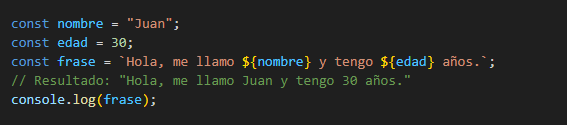 const nombre = "Juan";
const edad = 30;
const frase = `Hola, me llamo ${nombre} y tengo ${edad} años.`;
// Resultado: "Hola, me llamo Juan y tengo 30 años."
console.log(frase);